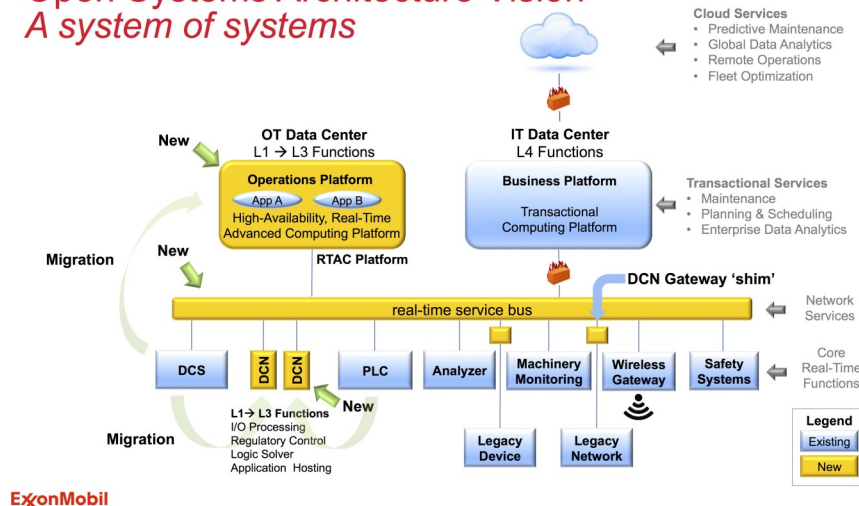 Open Systems Architecture Vision
A system of systems
Cloud Services
• Predictive Maintenance
• Global Data Analytics
• Remote Operations
• Fleet Optimization
New
OT Data Center
L1 → L3 Functions
IT Data Center
L4 Functions
Operations Platform
App A
App B
High-Availability, Real-Time
Advanced Computing Platform
Business Platform
Transactional
Computing Platform
Transactional Services
• Maintenance
• Planning & Scheduling
• Enterprise Data Analytics
Migration
New
RTAC Platform
DCN Gateway ‘shim’
real-time service bus
Network
Services
DCS
DCN
DCN
PLC
Analyzer
Machinery
Monitoring
Wireless
Gateway
Safety
Systems
Core
Real-Time
Functions
New
L1→ L3 Functions
I/O Processing
Regulatory Control
Logic Solver
Application Hosting
Migration
Legacy
Device
Legacy
Network
Legend
Existing
New
ExxonMobil